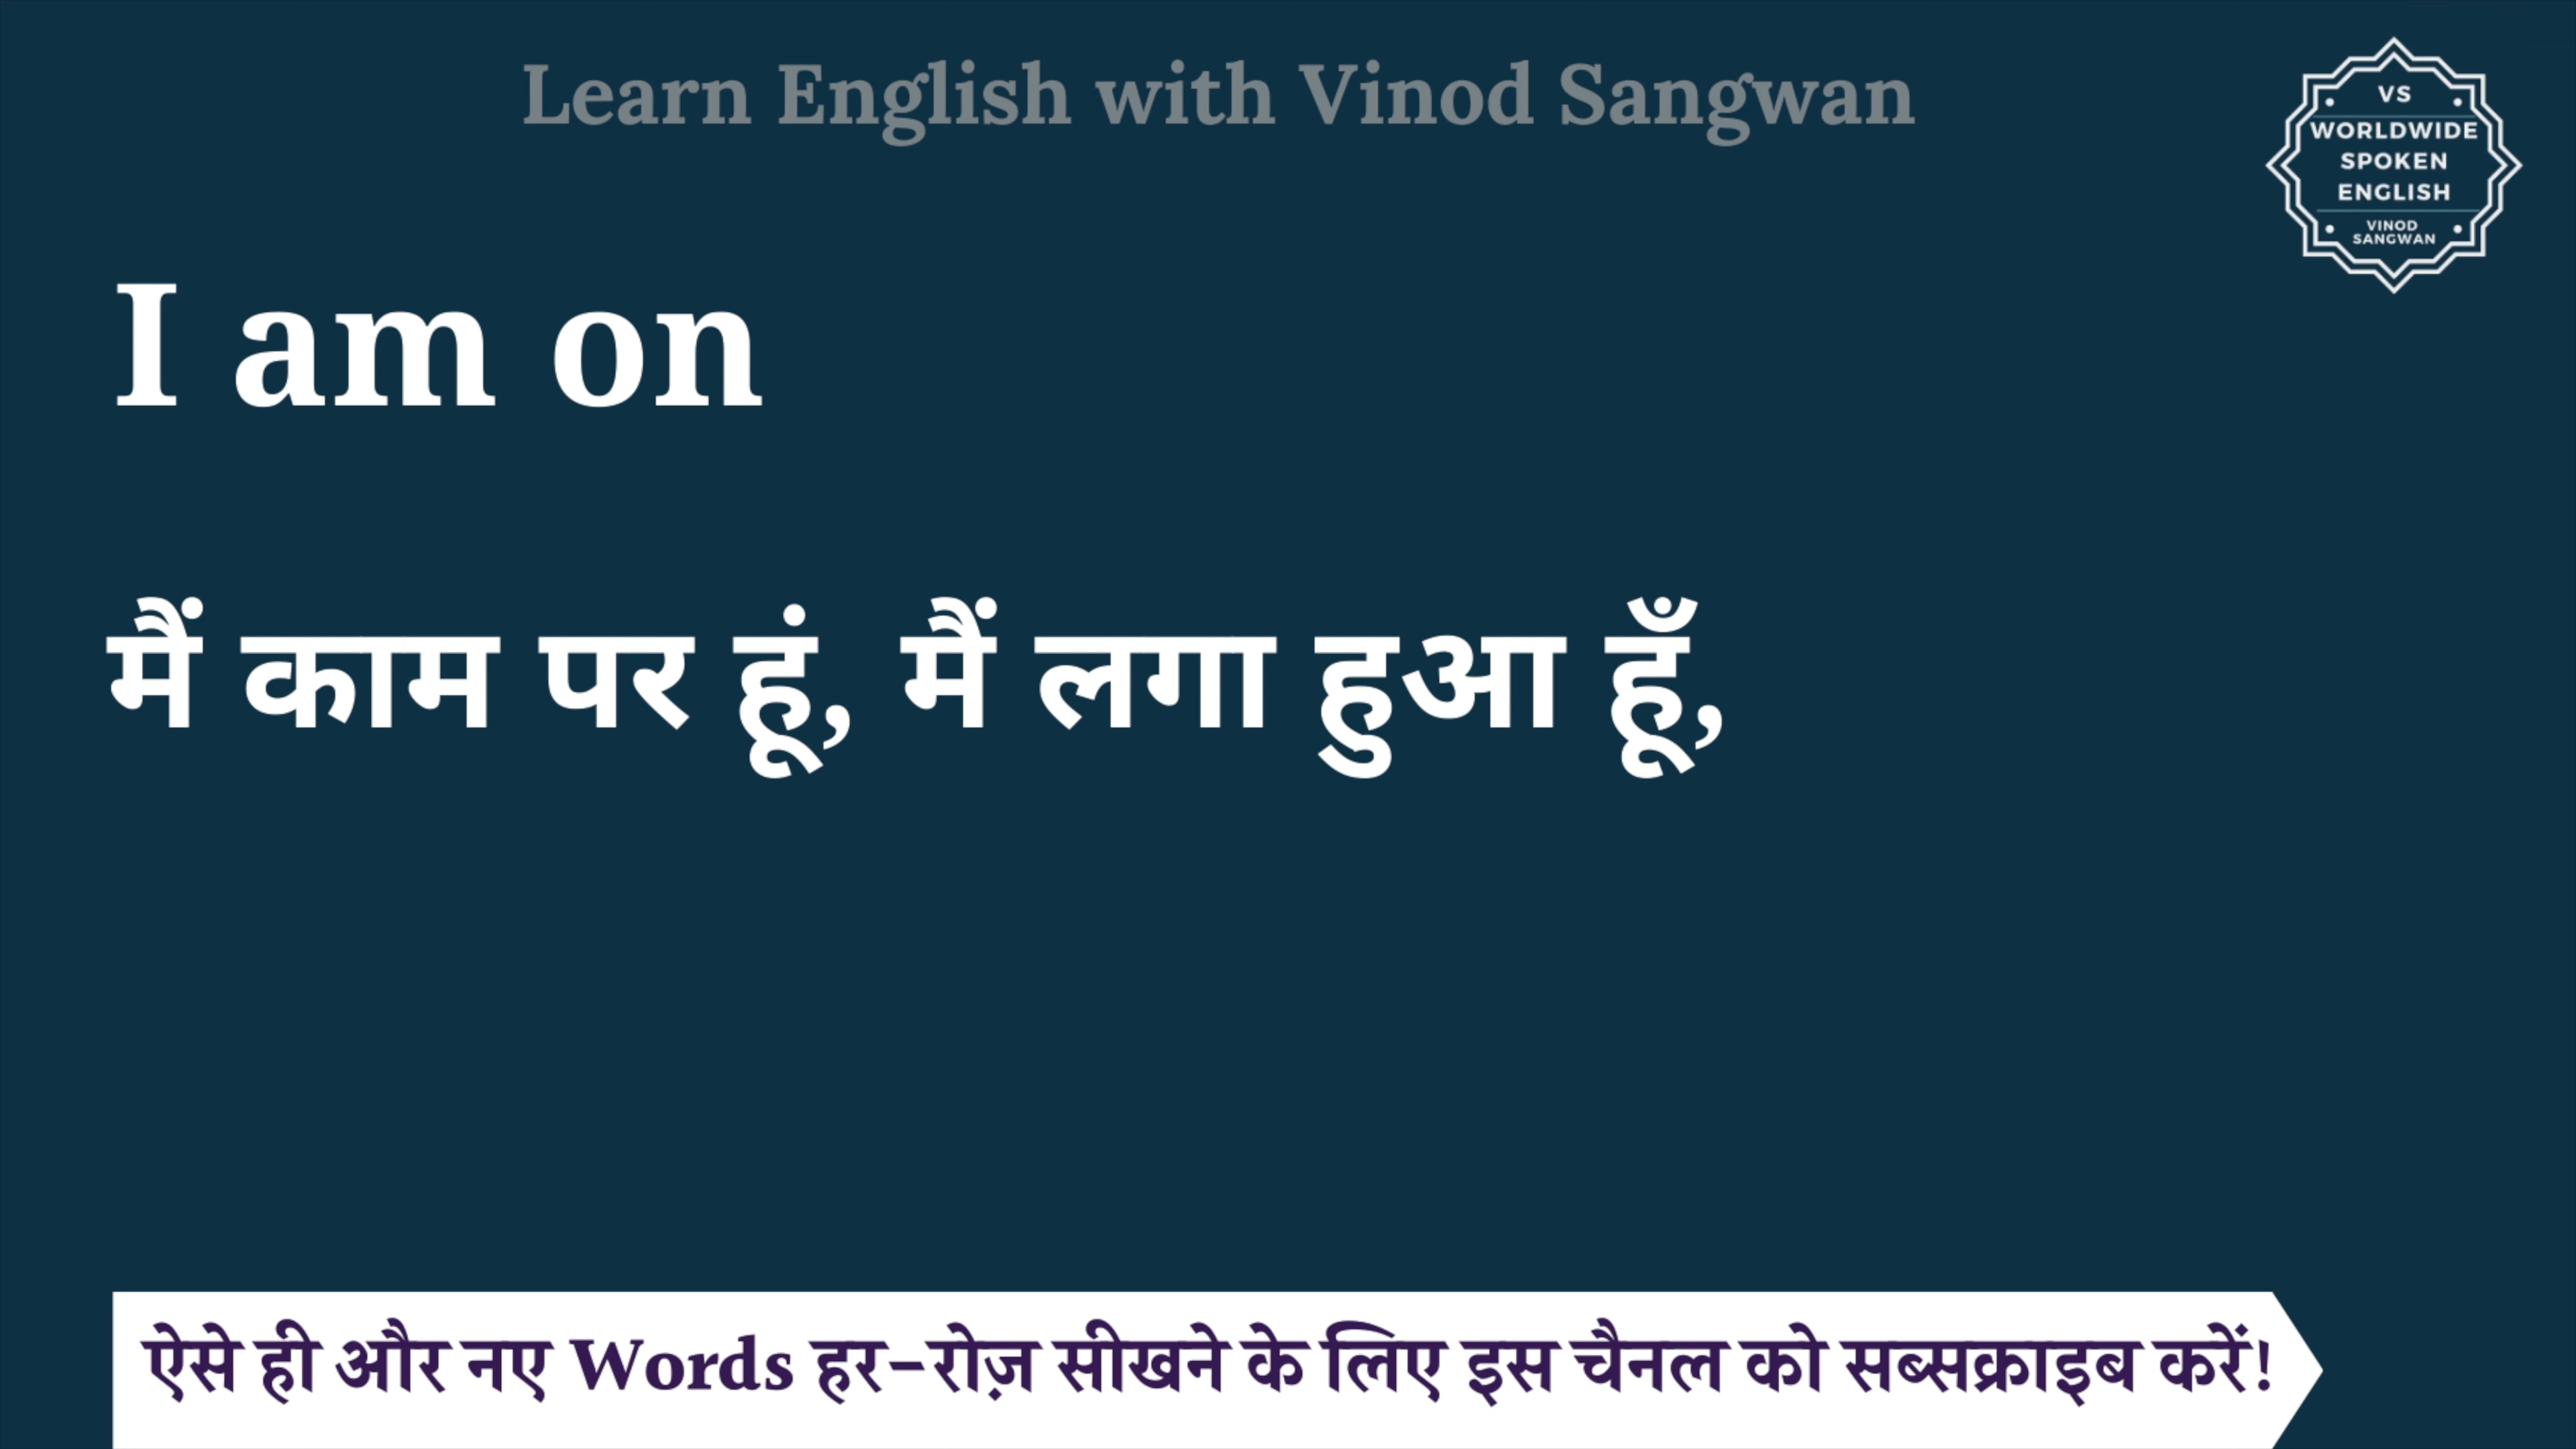 Learn English with Vinod Sangwan
VS
WORLDWIDE
SPOKEN
ENGLISH
VINOD
SANGWAN
I am on
मैं काम पर हूं, मैं लगा हुआ हूँ,
ऐसे ही और नए Words हर-रोज़ सीखने के लिए इस चैनल को सब्सक्राइब करें!